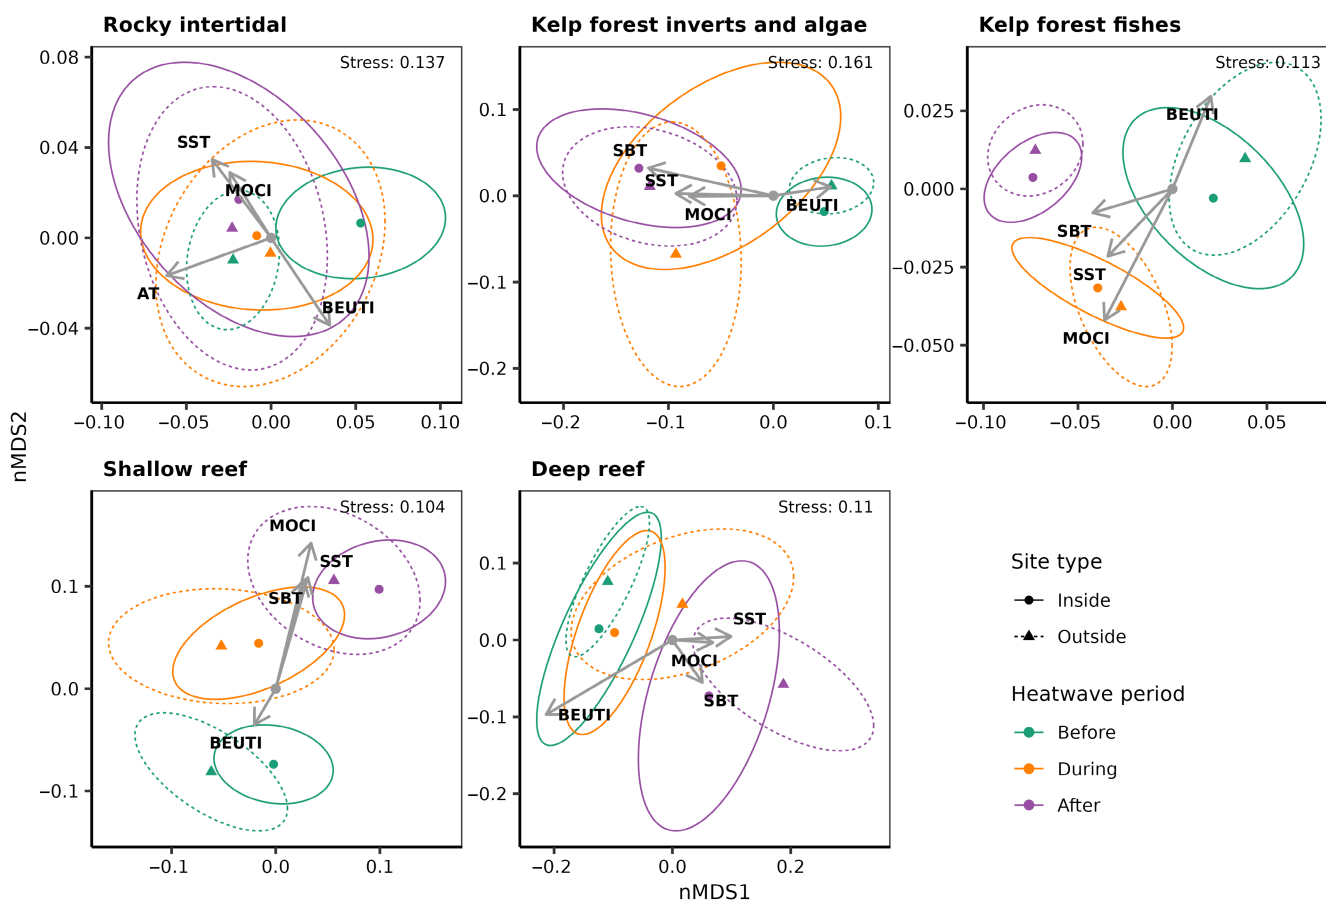 Rocky intertidal
Kelp forest inverts and algae
Kelp forest fishes
Stress: 0.137
Stress: 0.161
Stress: 0.113
0.08
0.04
0.00
−0.04
SST
MOCI
AT
BEUTI
−0.10
−0.05
0.00
0.05
0.10
0.1
0.0
−0.1
−0.2
SBT
SST
MOCI
BEUTI
−0.2
−0.1
0.0
0.1
0.025
0.000
−0.025
−0.050
BEUTI
SBT
SST
MOCI
−0.10
−0.05
0.00
0.05
nMDS2
Shallow reef
Deep reef
Stress: 0.104
Stress: 0.11
0.1
0.0
−0.1
MOCI
SST
SBT
BEUTI
−0.1
0.0
0.1
0.1
0.0
−0.1
−0.2
SST
MOCI
SBT
BEUTI
−0.2
0.0
0.2
nMDS1
Site type
Inside
Outside
Heatwave period
Before
During
After